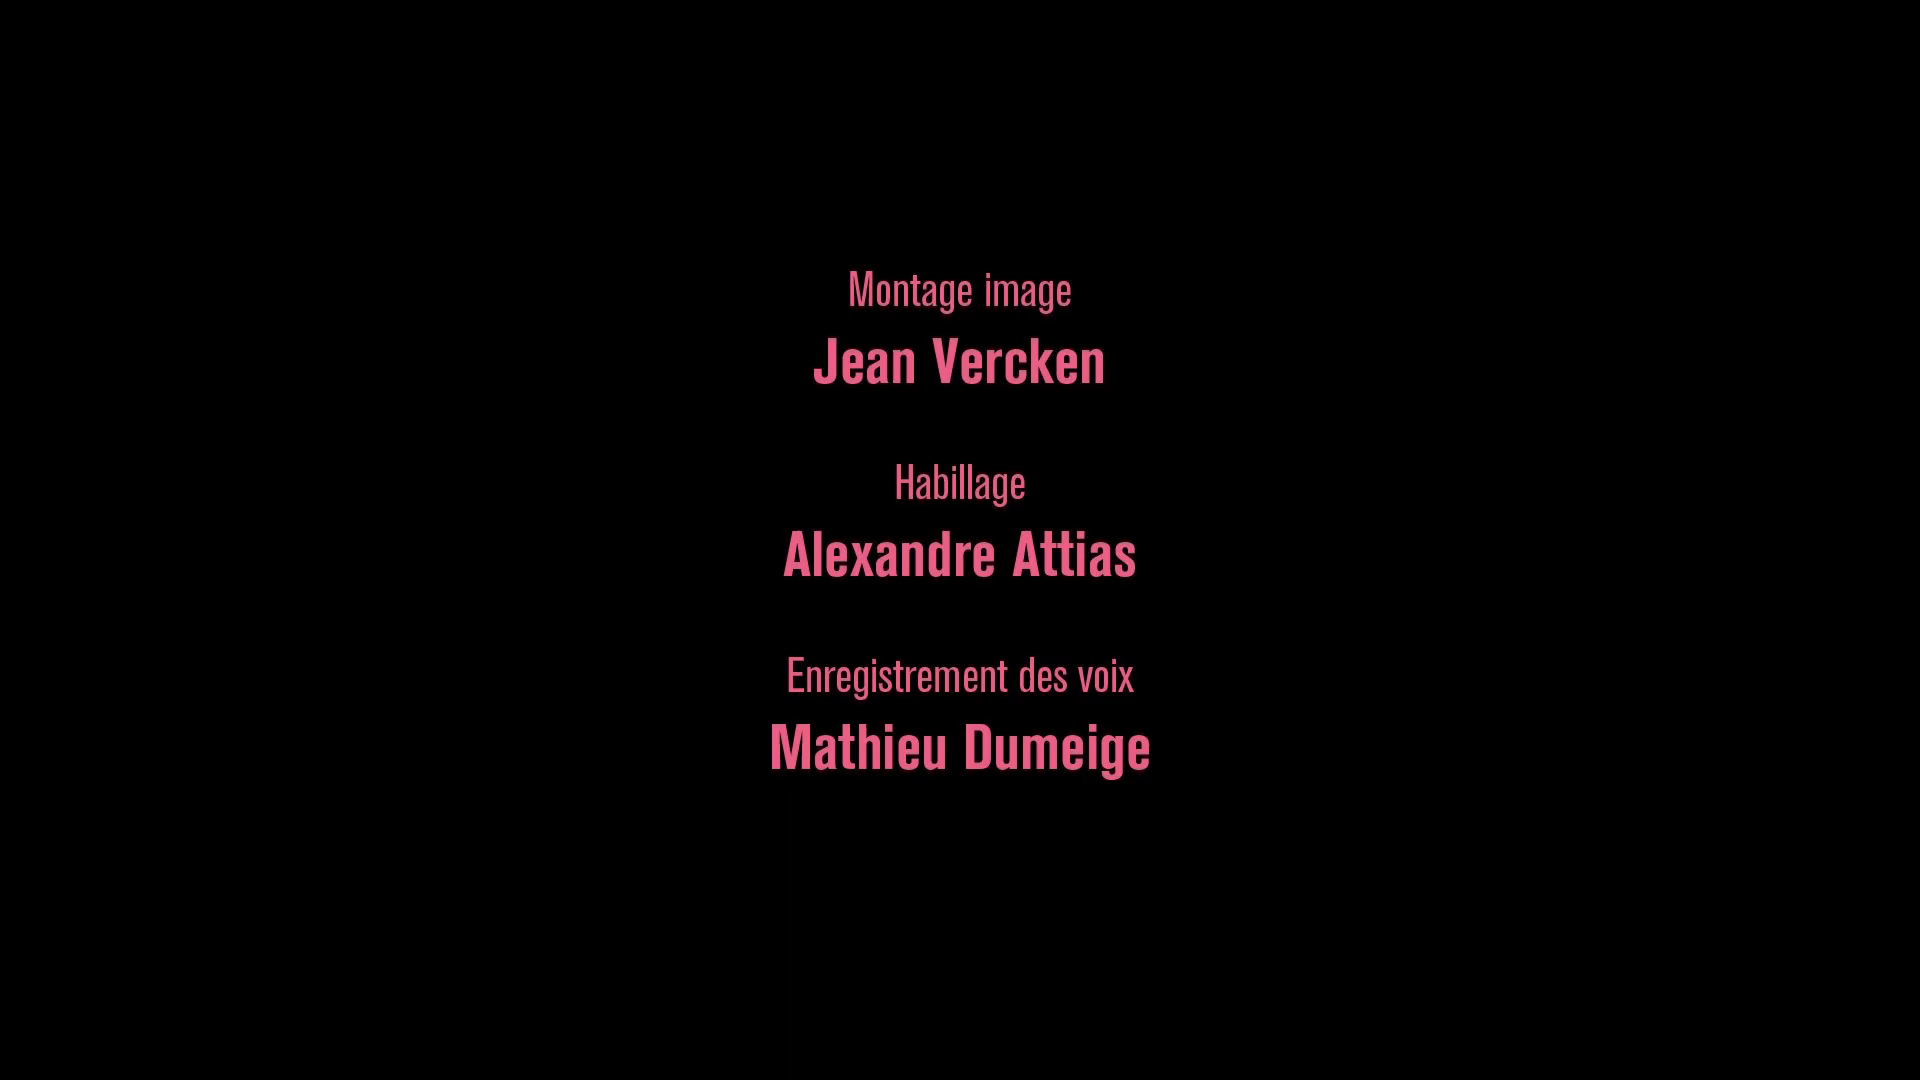 Montage image
Jean Vercken
Habillage
Alexandre Attias
Enregistrement des voix
Mathieu Dumeige